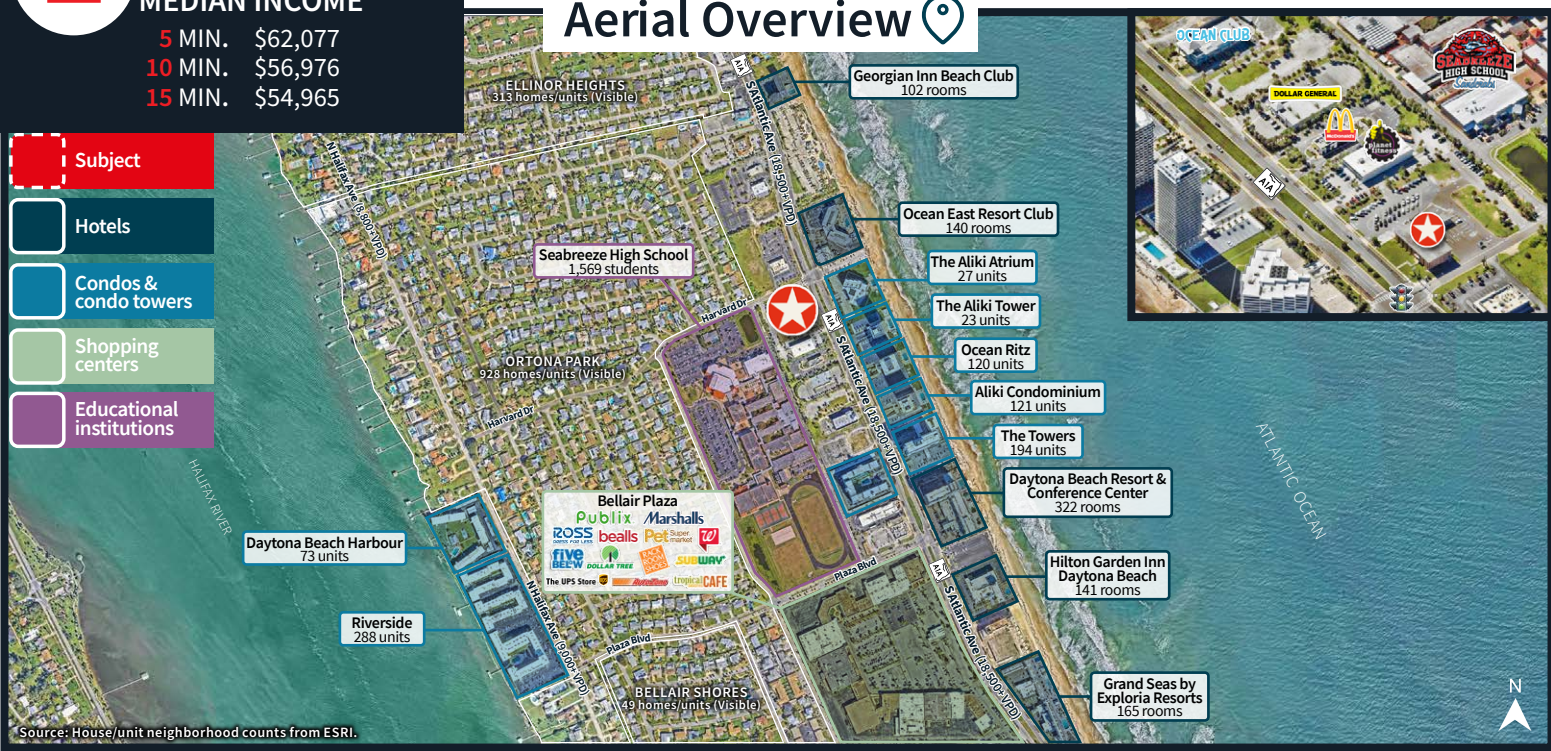 MEDIAN INCOME
5 MIN. $62,077
10 MIN. $56,976
15 MIN. $54,965
Aerial Overview
Subject
Hotels
Condos &
condo towers
Shopping
centers
Educational
institutions
ELLINOR HEIGHTS
313 homes/units (Visible)
A1A
S Atlantic Ave (18,500+VPD)
Georgian Inn Beach Club
102 rooms
N Halifax Ave (8,800+VPD)
Ocean East Resort Club
140 rooms
Seabreeze High School
1,569 students
The Aliki Atrium
27 units
Harvard Dr
A1A
The Aliki Tower
23 units
ORTONA PARK
928 homes/units (Visible)
Ocean Ritz
120 units
S Atlantic Ave (18,500+VPD)
Aliki Condominium
121 units
Harvard Dr
The Towers
194 units
HALIFAX RIVER
ATLANTIC OCEAN
Daytona Beach Resort &
Conference Center
322 rooms
Bellair Plaza
Publix Marshalls
ROSS DRESS FOR LESS bealls Pet Supermarket W
five BELOW DOLLAR TREE RACK ROOM SHOES SUBWAY
The UPS Store ups AutoZone tropical CAFE
Daytona Beach Harbour
73 units
Plaza Blvd
A1A
Hilton Garden Inn
Daytona Beach
141 rooms
N Halifax Ave (9,000+VPD)
Riverside
288 units
Plaza Blvd
S Atlantic Ave (18,500+VPD)
BELLAIR SHORES
49 homes/units (Visible)
Grand Seas by
Exploria Resorts
165 rooms
N
Source: House/unit neighborhood counts from ESRI.
OCEAN CLUB
SEABREEZE
HIGH SCHOOL
Sandcrabs
DOLLAR GENERAL
McDonald's
planet
fitness
A1A